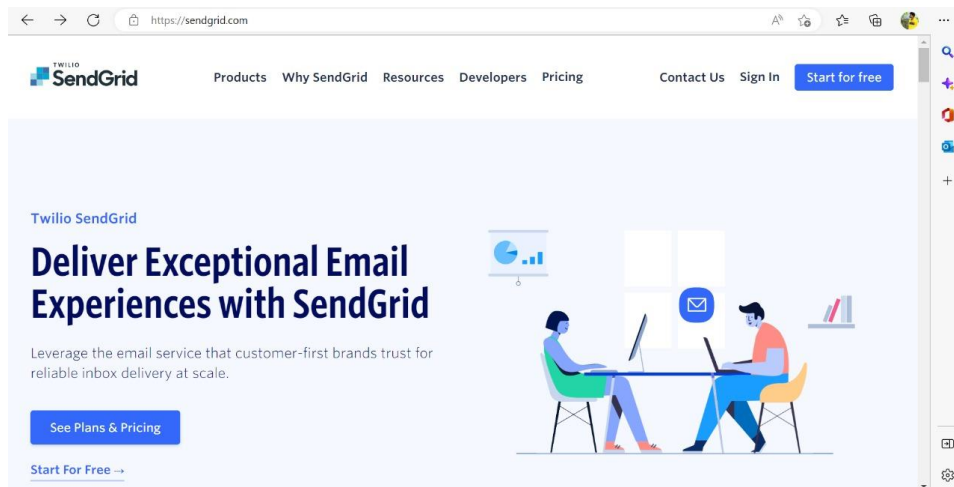 https://sendgrid.com
TWILIO
SendGrid
Products Why SendGrid Resources Developers Pricing Contact Us Sign In Start for free
Twilio SendGrid
Deliver Exceptional Email
Experiences with SendGrid
Leverage the email service that customer-first brands trust for
reliable inbox delivery at scale.
See Plans & Pricing
Start For Free →